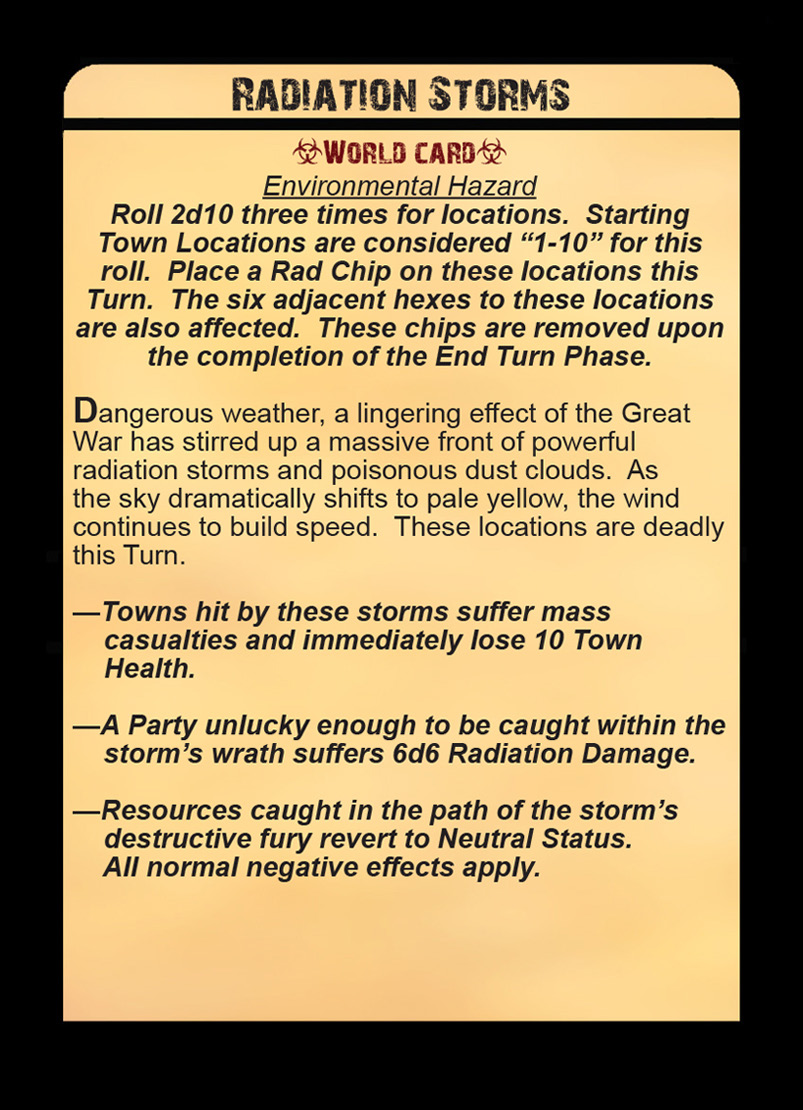 Radiation Storms
World card
Environmental Hazard
Roll 2d10 three times for locations.  Starting
Town Locations are considered “1-10” for this
roll.  Place a Rad Chip on these locations this
Turn.  The six adjacent hexes to these locations
are also affected.  These chips are removed upon
the completion of the End Turn Phase.
Dangerous weather, a lingering effect of the Great
War has stirred up a massive front of powerful
radiation storms and poisonous dust clouds.  As
the sky dramatically shifts to pale yellow, the wind
continues to build speed.  These locations are deadly
this Turn.
—Towns hit by these storms suffer mass
casualties and immediately lose 10 Town
Health.
—A Party unlucky enough to be caught within the
storm’s wrath suffers 6d6 Radiation Damage.
—Resources caught in the path of the storm’s
destructive fury revert to Neutral Status.
All normal negative effects apply.